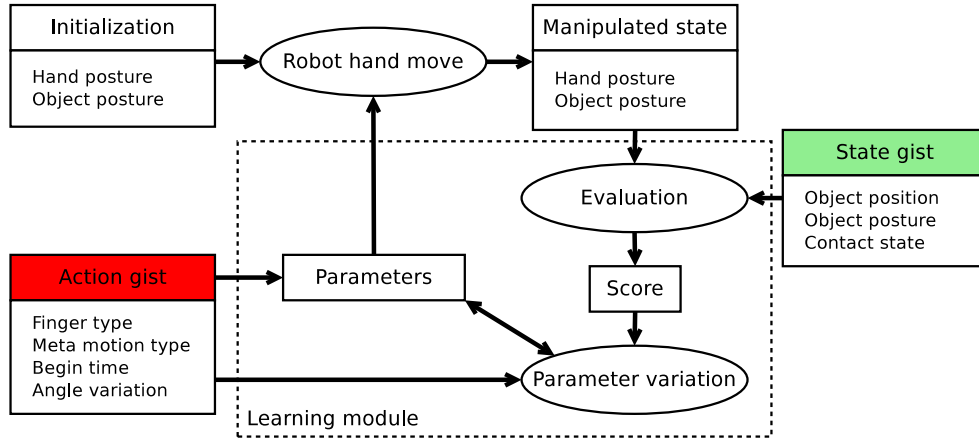 Initialization
Hand posture
Object posture
Robot hand move
Manipulated state
Hand posture
Object posture
State gist
Object position
Object posture
Contact state
Evaluation
Action gist
Finger type
Meta motion type
Begin time
Angle variation
Parameters
Score
Parameter variation
Learning module